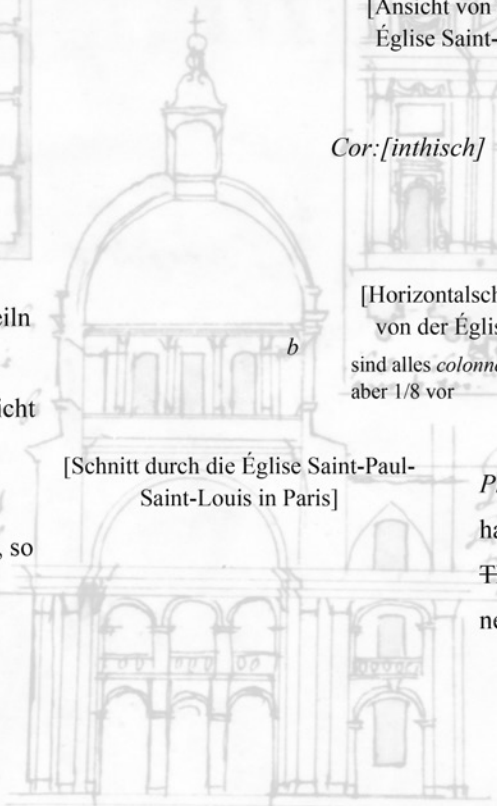 [Ansicht von
Église Saint-
Cor:[inthisch]
[Horizontalsch
von der Églis
sind alles colonne
aber 1/8 vor
eiln
b
icht
[Schnitt durch die Église Saint-Paul-
Saint-Louis in Paris]
, so
P
ha
T
ne